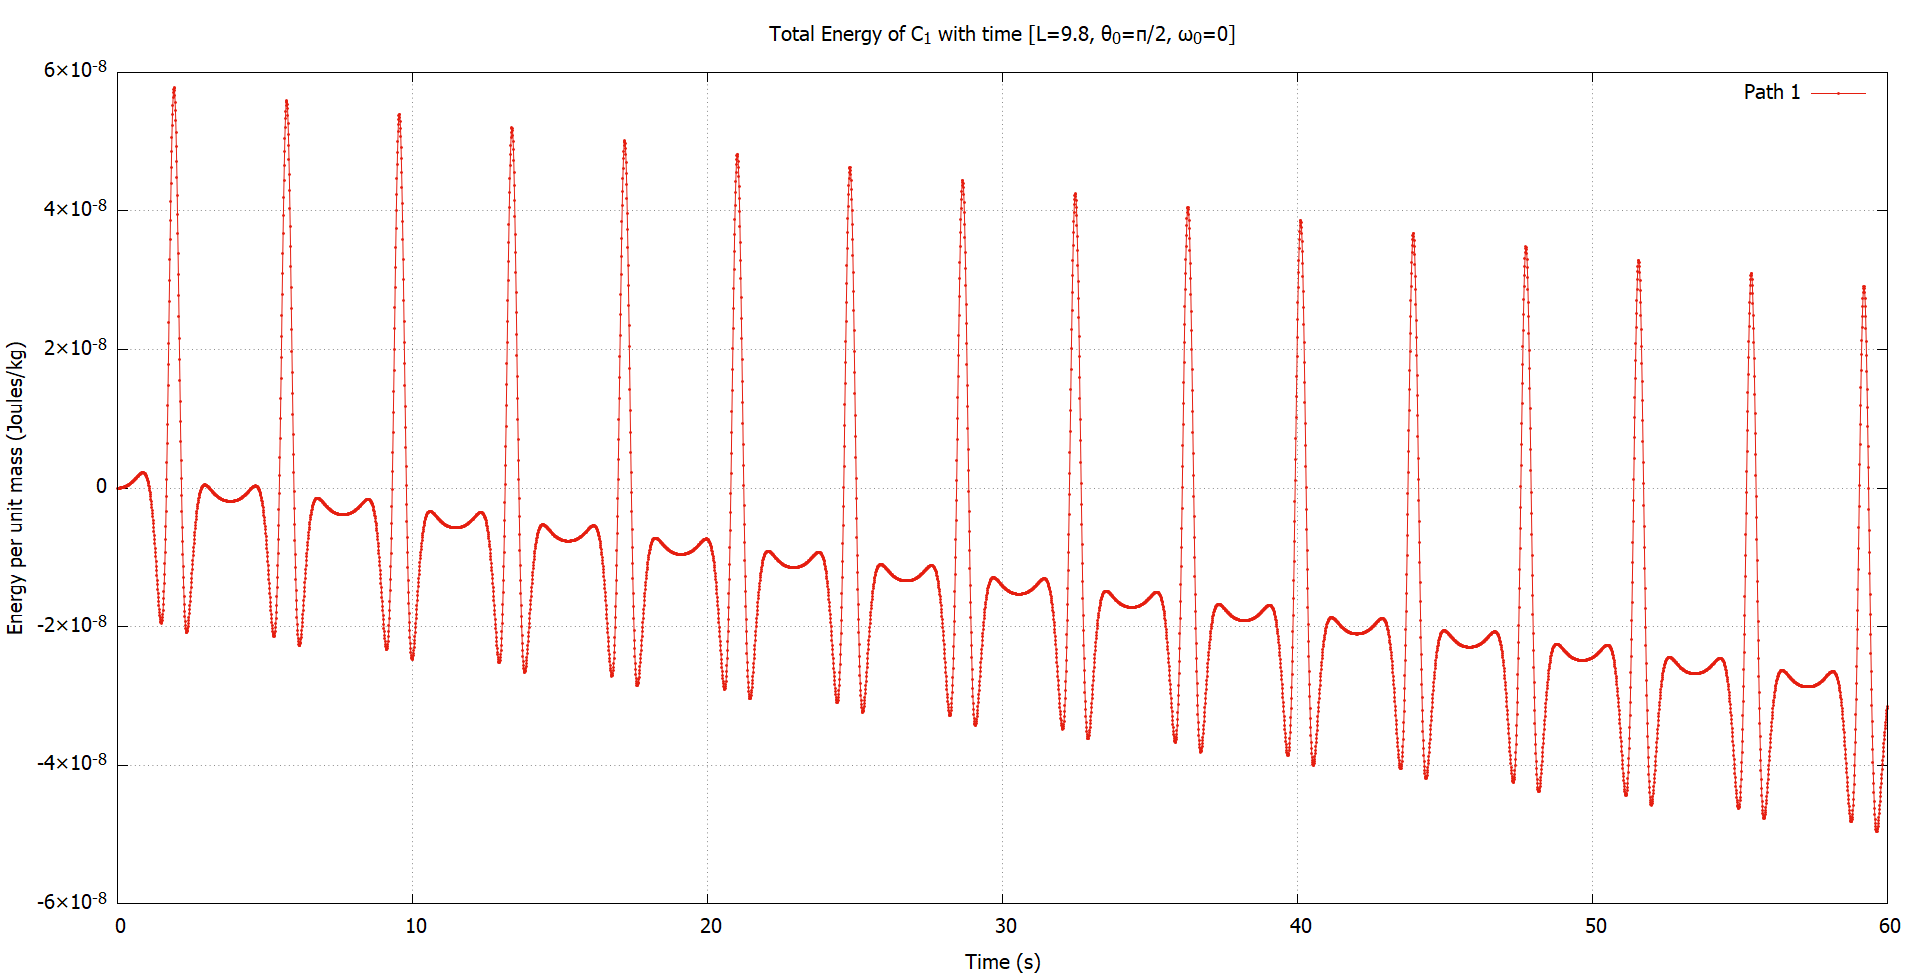 Total Energy of C₁ with time [L=9.8, θ₀=π/2, ω₀=0]
Path 1
6×10⁻⁸
4×10⁻⁸
2×10⁻⁸
0
-2×10⁻⁸
-4×10⁻⁸
-6×10⁻⁸
Energy per unit mass (Joules/kg)
0 10 20 30 40 50 60
Time (s)